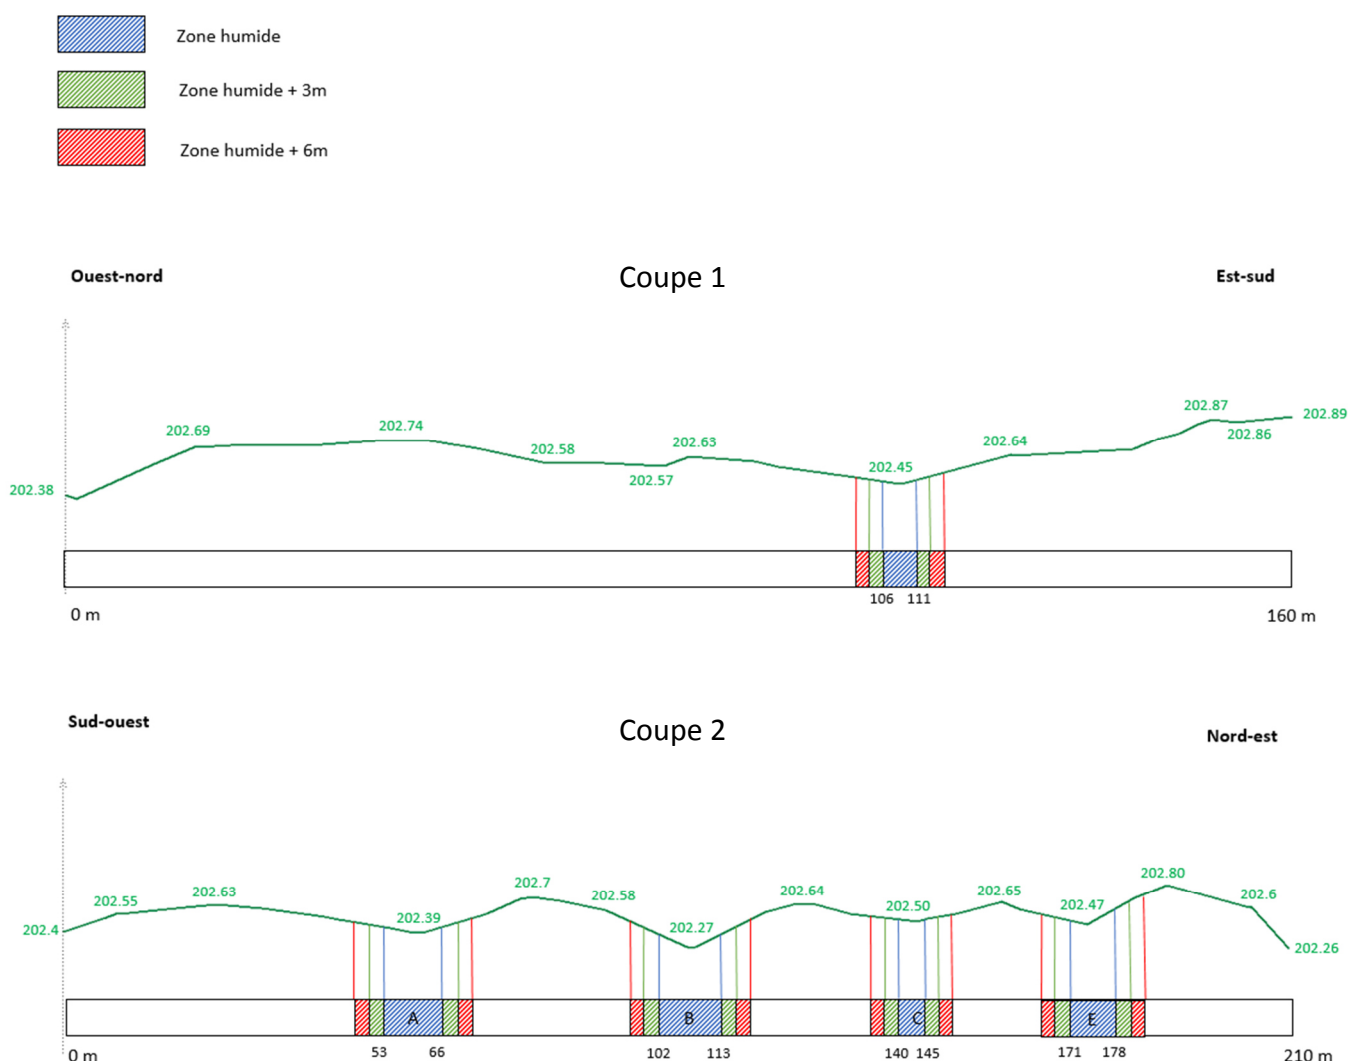 Zone humide
Zone humide + 3m
Zone humide + 6m
Ouest-nord
Coupe 1
Est-sud
202.38
202.69
202.74
202.58
202.57
202.63
202.45
202.64
202.87
202.86
202.89
106 111
0 m
160 m
Sud-ouest
Coupe 2
Nord-est
202.4
202.55
202.63
202.39
202.7
202.58
202.27
202.64
202.50
202.65
202.47
202.80
202.6
202.26
A
B
C
E
0 m
53 66
102 113
140 145
171 178
210 m